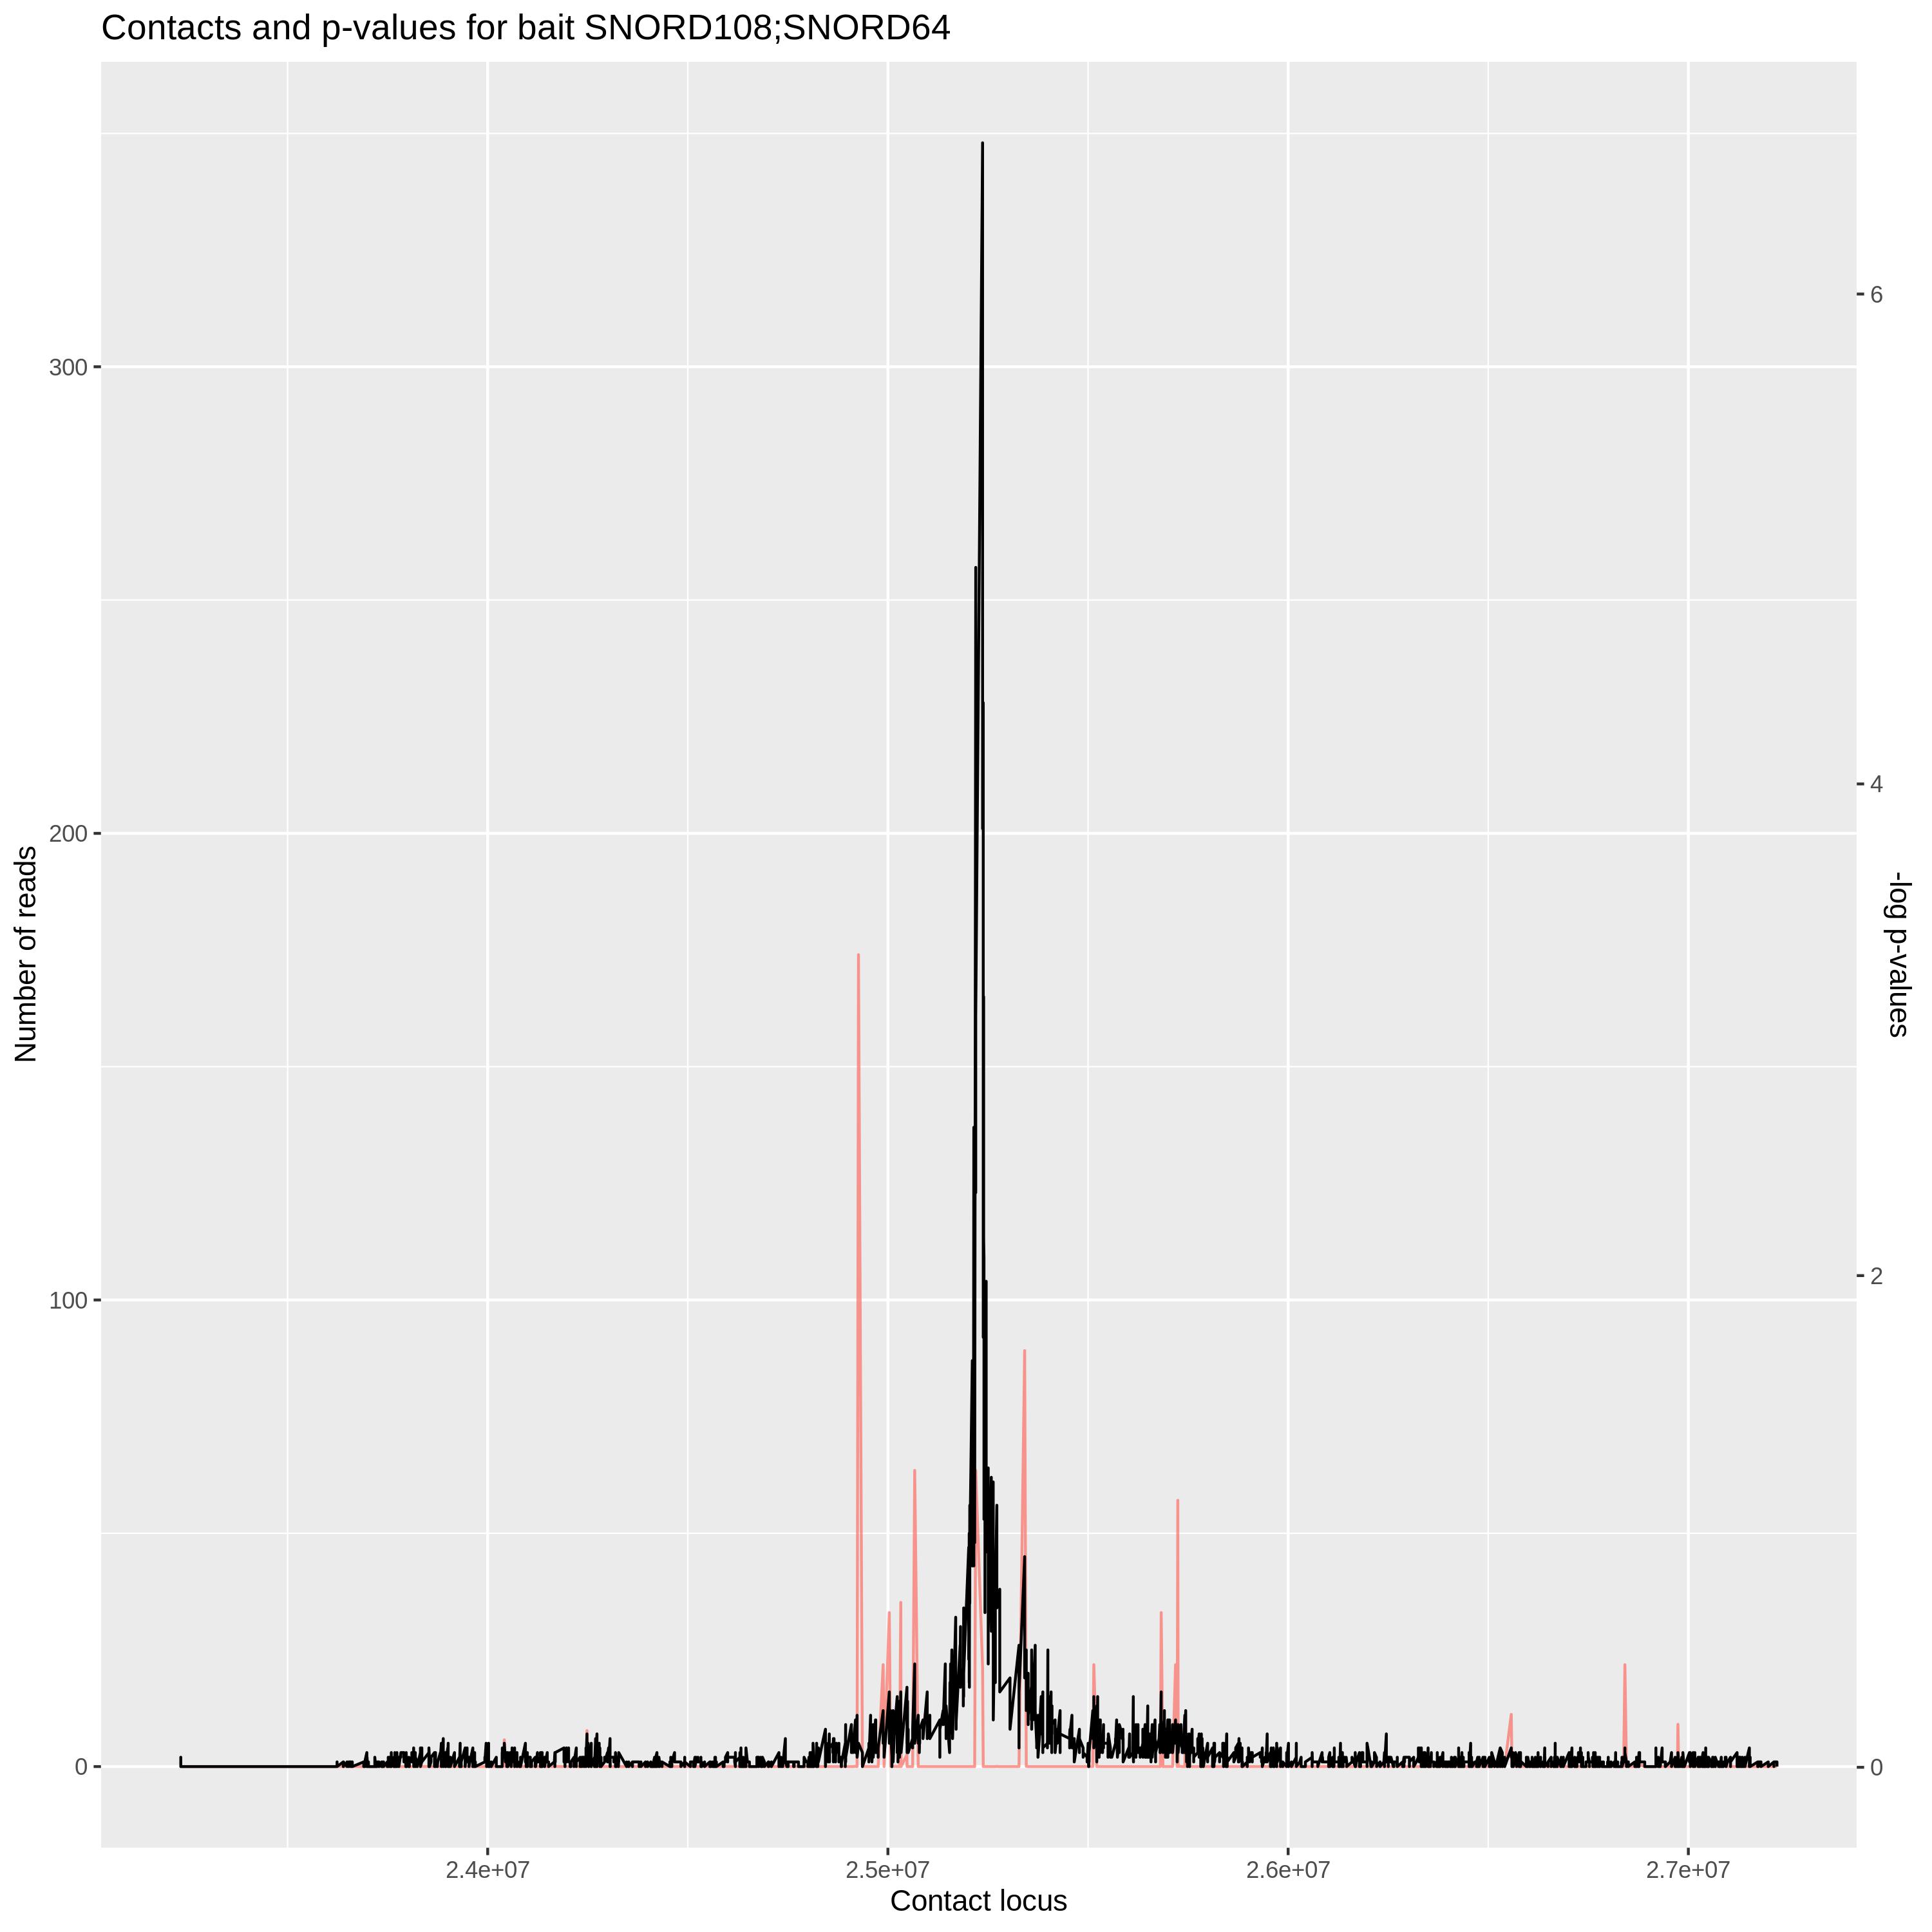 Contacts and p-values for bait SNORD108;SNORD64
300
200
100
0
Number of reads
6
4
2
0
-log p-values
2.4e+07
2.5e+07
2.6e+07
2.7e+07
Contact locus